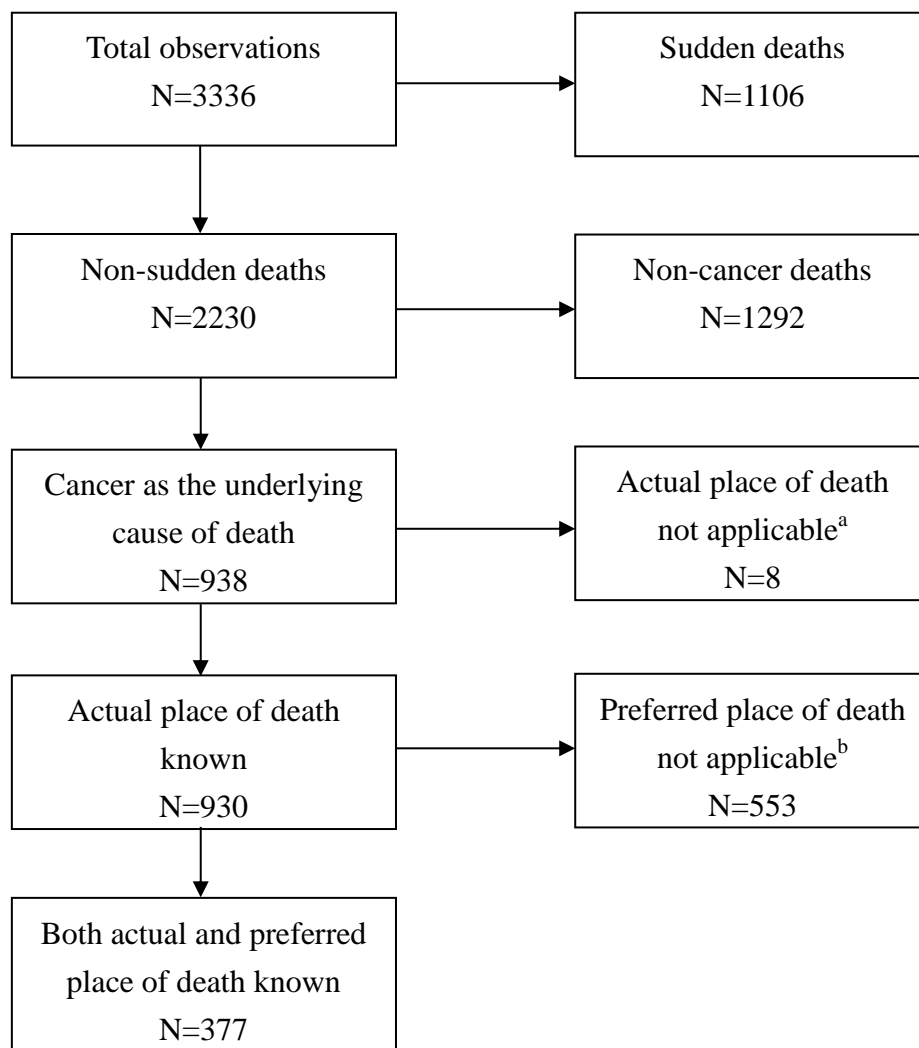 Total observations
N=3336
Sudden deaths
N=1106
Non-sudden deaths
N=2230
Non-cancer deaths
N=1292
Cancer as the underlying
cause of death
N=938
Actual place of death
not applicableᵃ
N=8
Actual place of death
known
N=930
Preferred place of death
not applicableᵇ
N=553
Both actual and preferred
place of death known
N=377